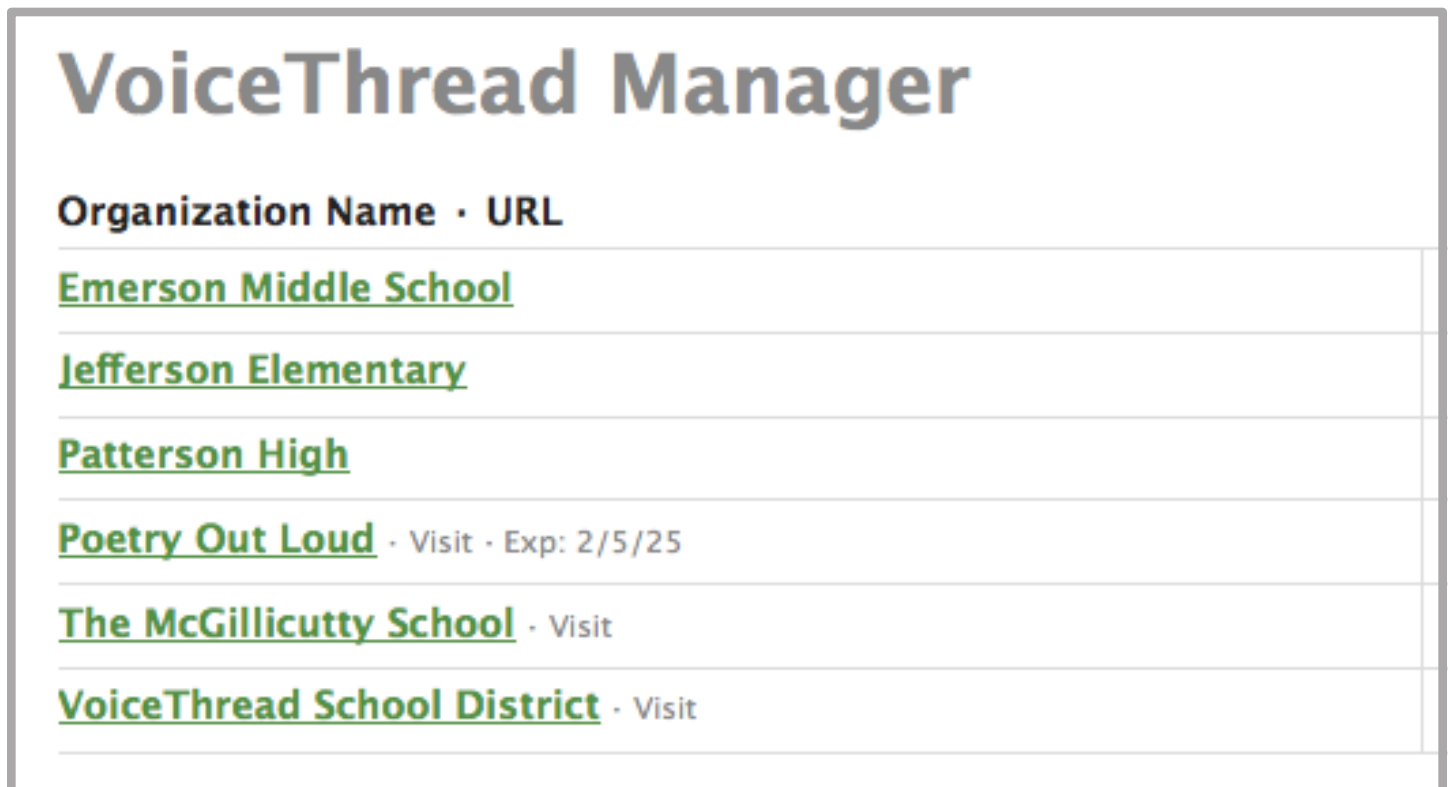 VoiceThread Manager
Organization Name · URL
Emerson Middle School
Jefferson Elementary
Patterson High
Poetry Out Loud · Visit · Exp: 2/5/25
The McGillicutty School · Visit
VoiceThread School District · Visit